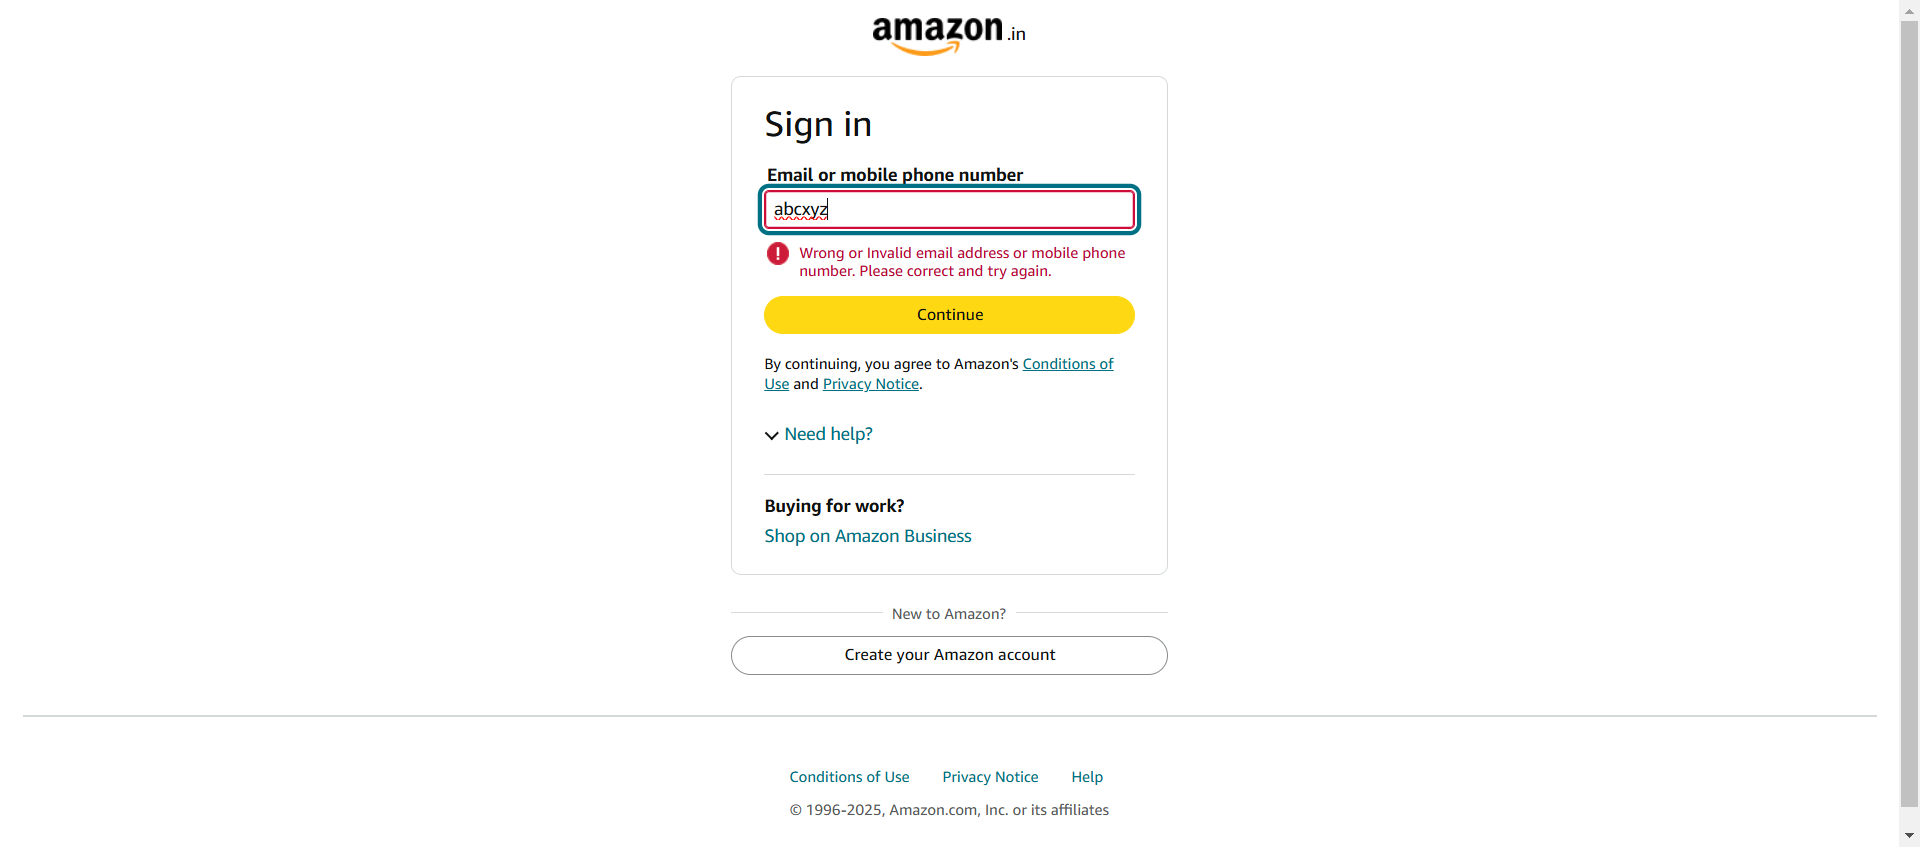 amazon.in
Sign in
Email or mobile phone number
abcxyz
Wrong or Invalid email address or mobile phone
number. Please correct and try again.
Continue
By continuing, you agree to Amazon's Conditions of
Use and Privacy Notice.
Need help?
Buying for work?
Shop on Amazon Business
New to Amazon?
Create your Amazon account
Conditions of Use Privacy Notice Help
© 1996-2025, Amazon.com, Inc. or its affiliates